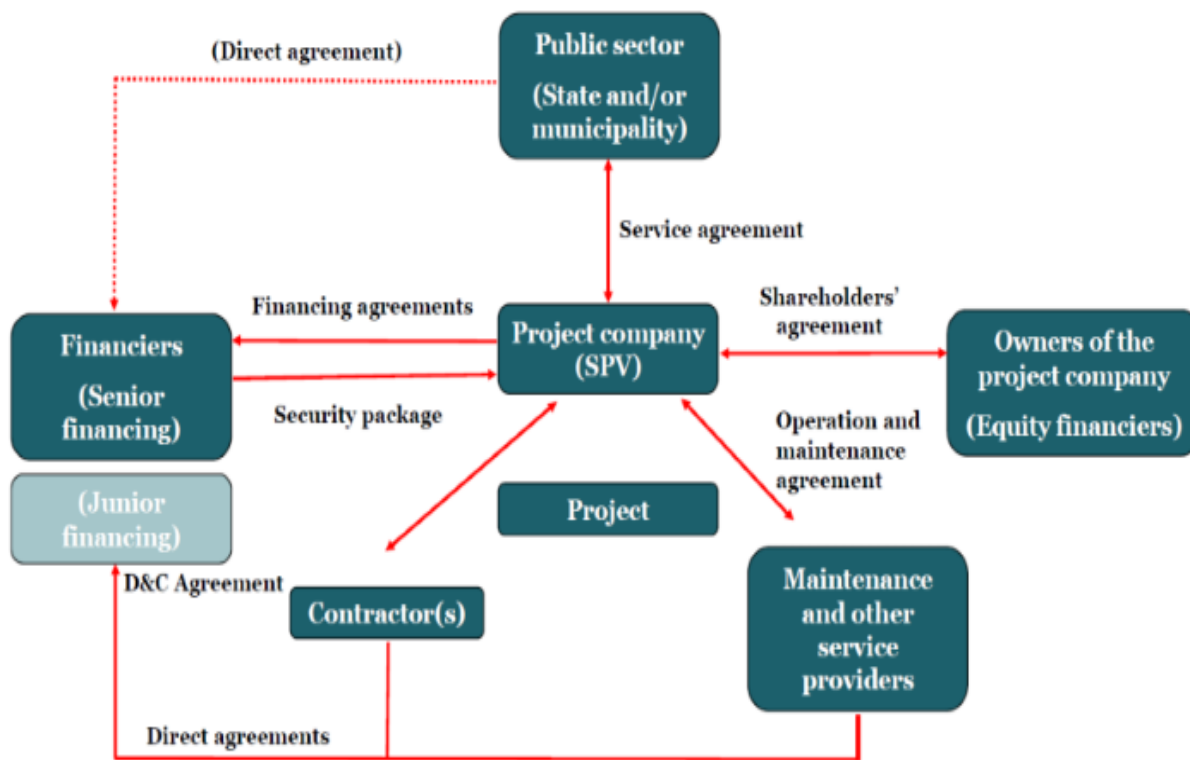 (Direct agreement)
Public sector
(State and/or
municipality)
Service agreement
Financing agreements
Shareholders'
agreement
Financiers
(Senior
financing)
Project company
(SPV)
Owners of the
project company
(Equity financiers)
Security package
Operation and
maintenance
agreement
(Junior
financing)
Project
D&C Agreement
Contractor(s)
Maintenance
and other
service
providers
Direct agreements